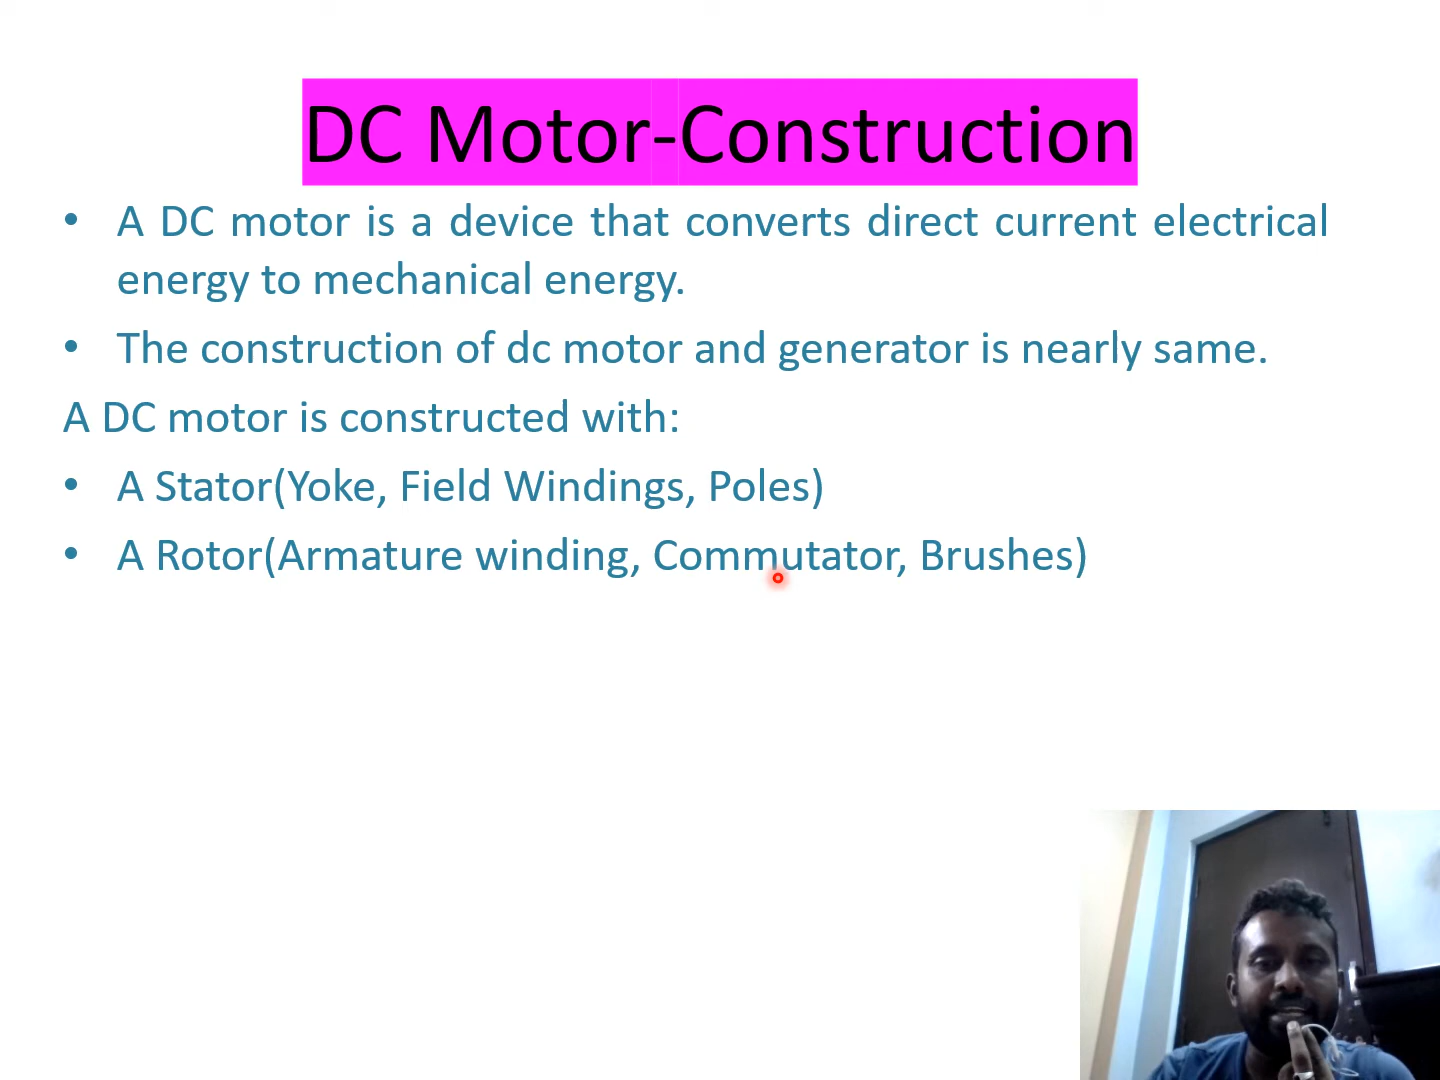 DC Motor-Construction
• A DC motor is a device that converts direct current electrical
energy to mechanical energy.
• The construction of dc motor and generator is nearly same.
A DC motor is constructed with:
• A Stator(Yoke, Field Windings, Poles)
• A Rotor(Armature winding, Commutator, Brushes)